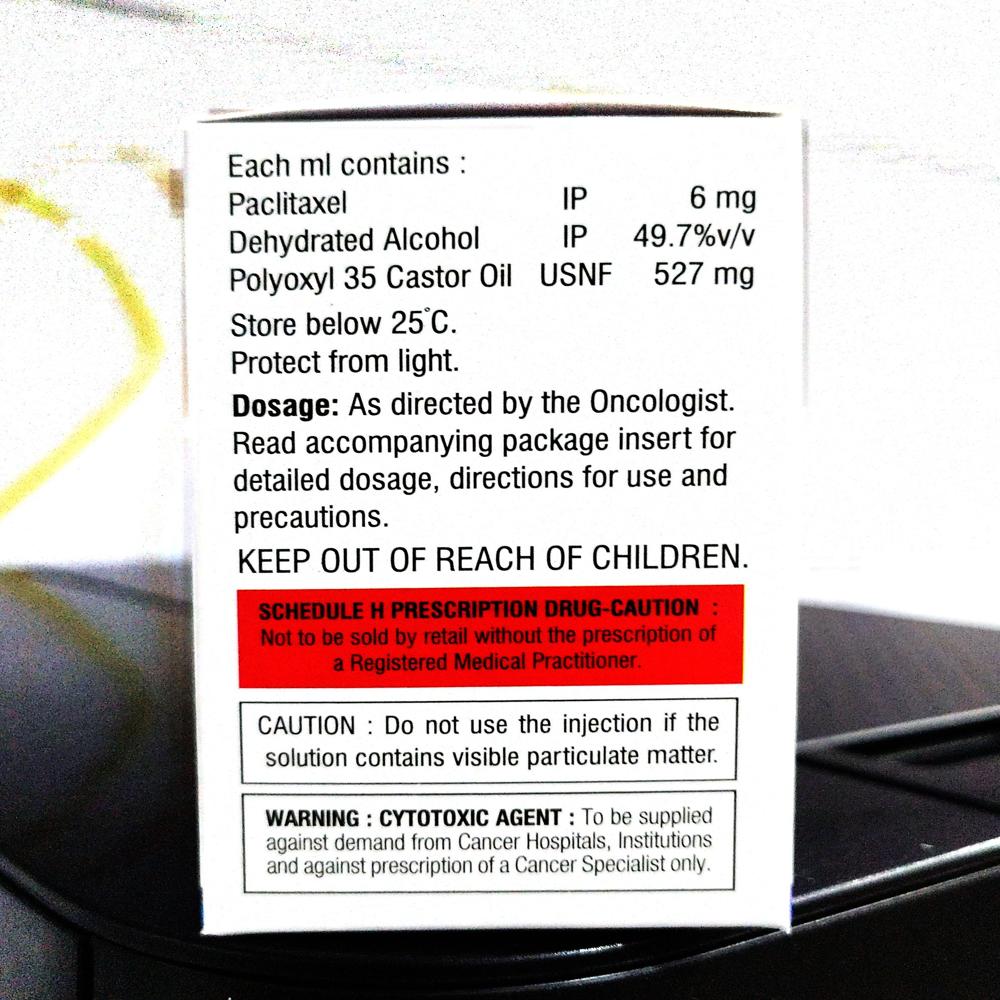 Each ml contains :
Paclitaxel IP 6 mg
Dehydrated Alcohol IP 49.7%v/v
Polyoxyl 35 Castor Oil USNF 527 mg
Store below 25°C.
Protect from light.
Dosage: As directed by the Oncologist.
Read accompanying package insert for
detailed dosage, directions for use and
precautions.
KEEP OUT OF REACH OF CHILDREN.
SCHEDULE H PRESCRIPTION DRUG-CAUTION :
Not to be sold by retail without the prescription of
a Registered Medical Practitioner.
CAUTION : Do not use the injection if the
solution contains visible particulate matter.
WARNING : CYTOTOXIC AGENT : To be supplied
against demand from Cancer Hospitals, Institutions
and against prescription of a Cancer Specialist only.